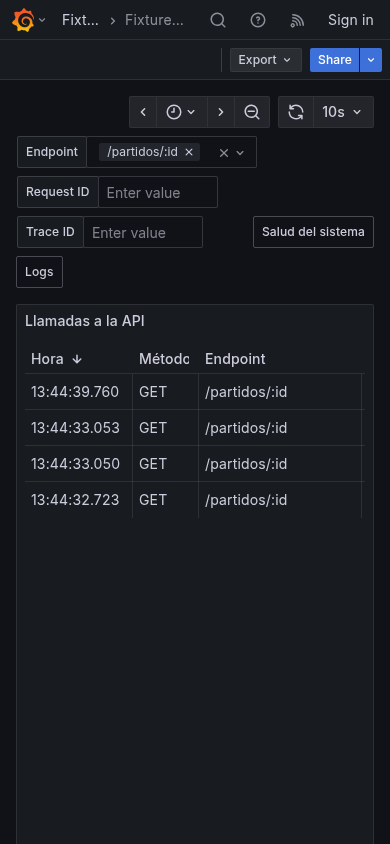 Fixt... › Fixture... Sign in
Export Share
10s
Endpoint /partidos/:id
Request ID Enter value
Trace ID Enter value Salud del sistema
Logs
Llamadas a la API
Hora Método Endpoint
13:44:39.760 GET /partidos/:id
13:44:33.053 GET /partidos/:id
13:44:33.050 GET /partidos/:id
13:44:32.723 GET /partidos/:id